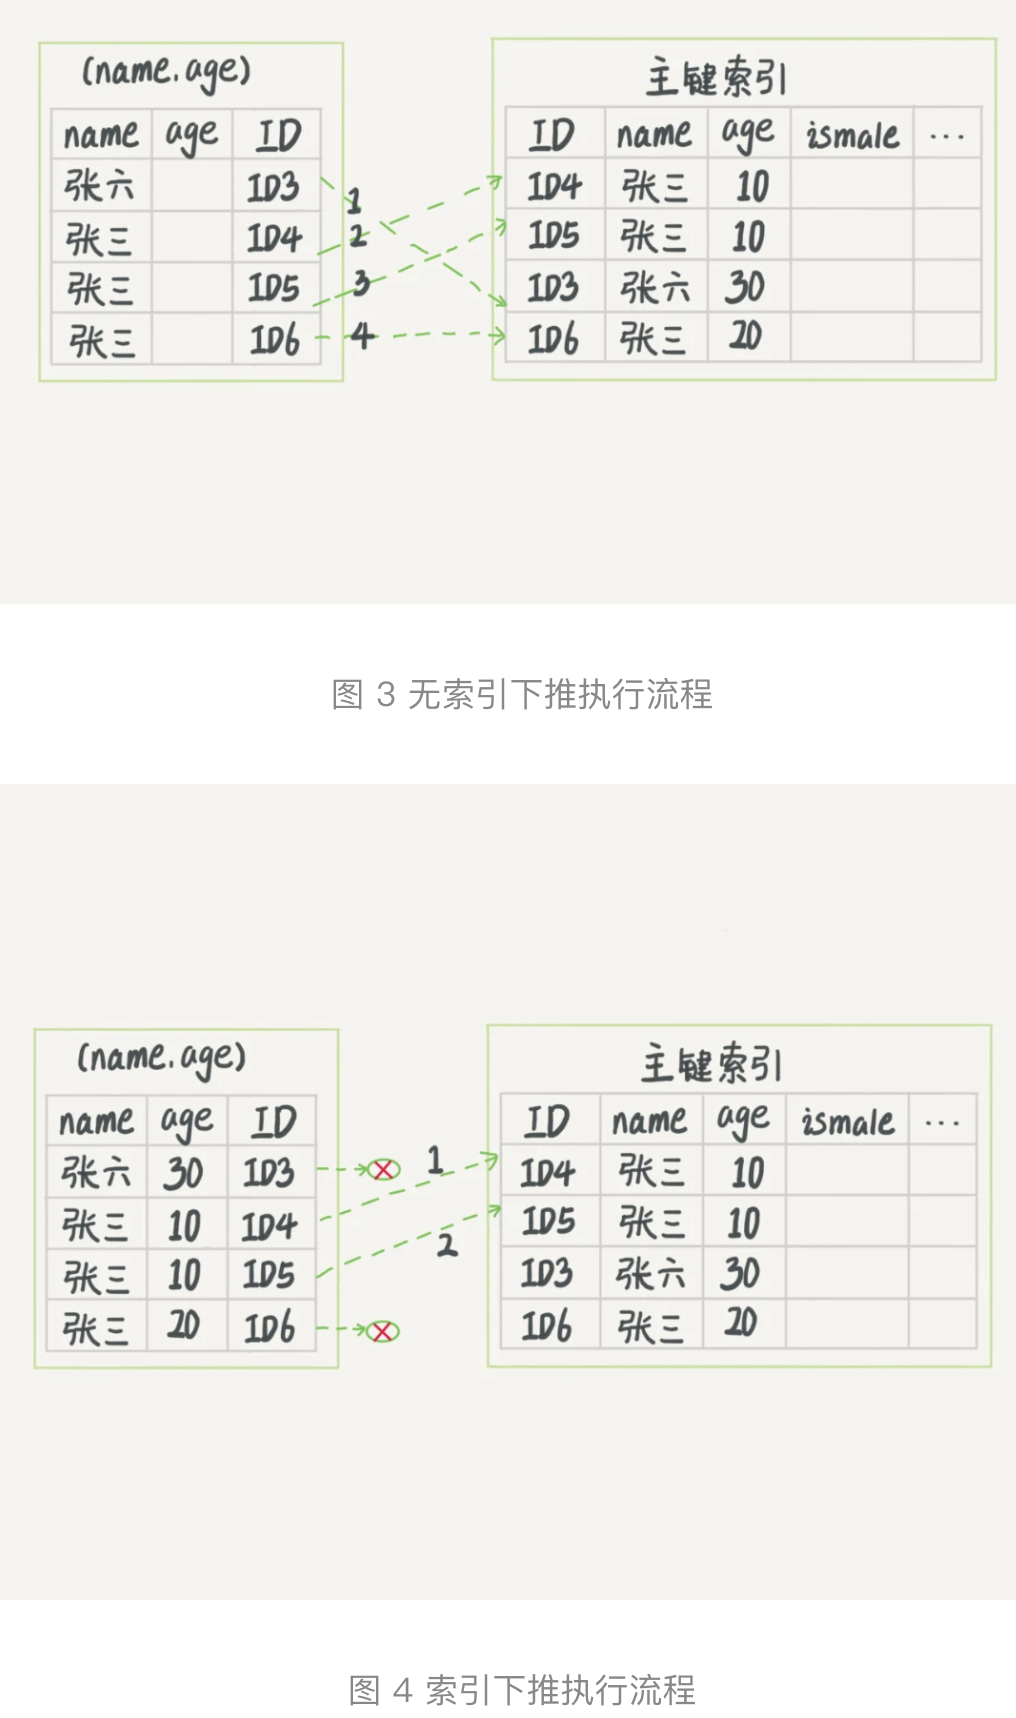 (name.age)
name age ID
张六 ID3
张三 ID4
张三 ID5
张三 ID6
1
2
3
4
主键索引
ID name age ismale ...
ID4 张三 10
ID5 张三 10
ID3 张六 30
ID6 张三 20
图 3 无索引下推执行流程
(name.age)
name age ID
张六 30 ID3
张三 10 ID4
张三 10 ID5
张三 20 ID6
1
2
主键索引
ID name age ismale ...
ID4 张三 10
ID5 张三 10
ID3 张六 30
ID6 张三 20
图 4 索引下推执行流程